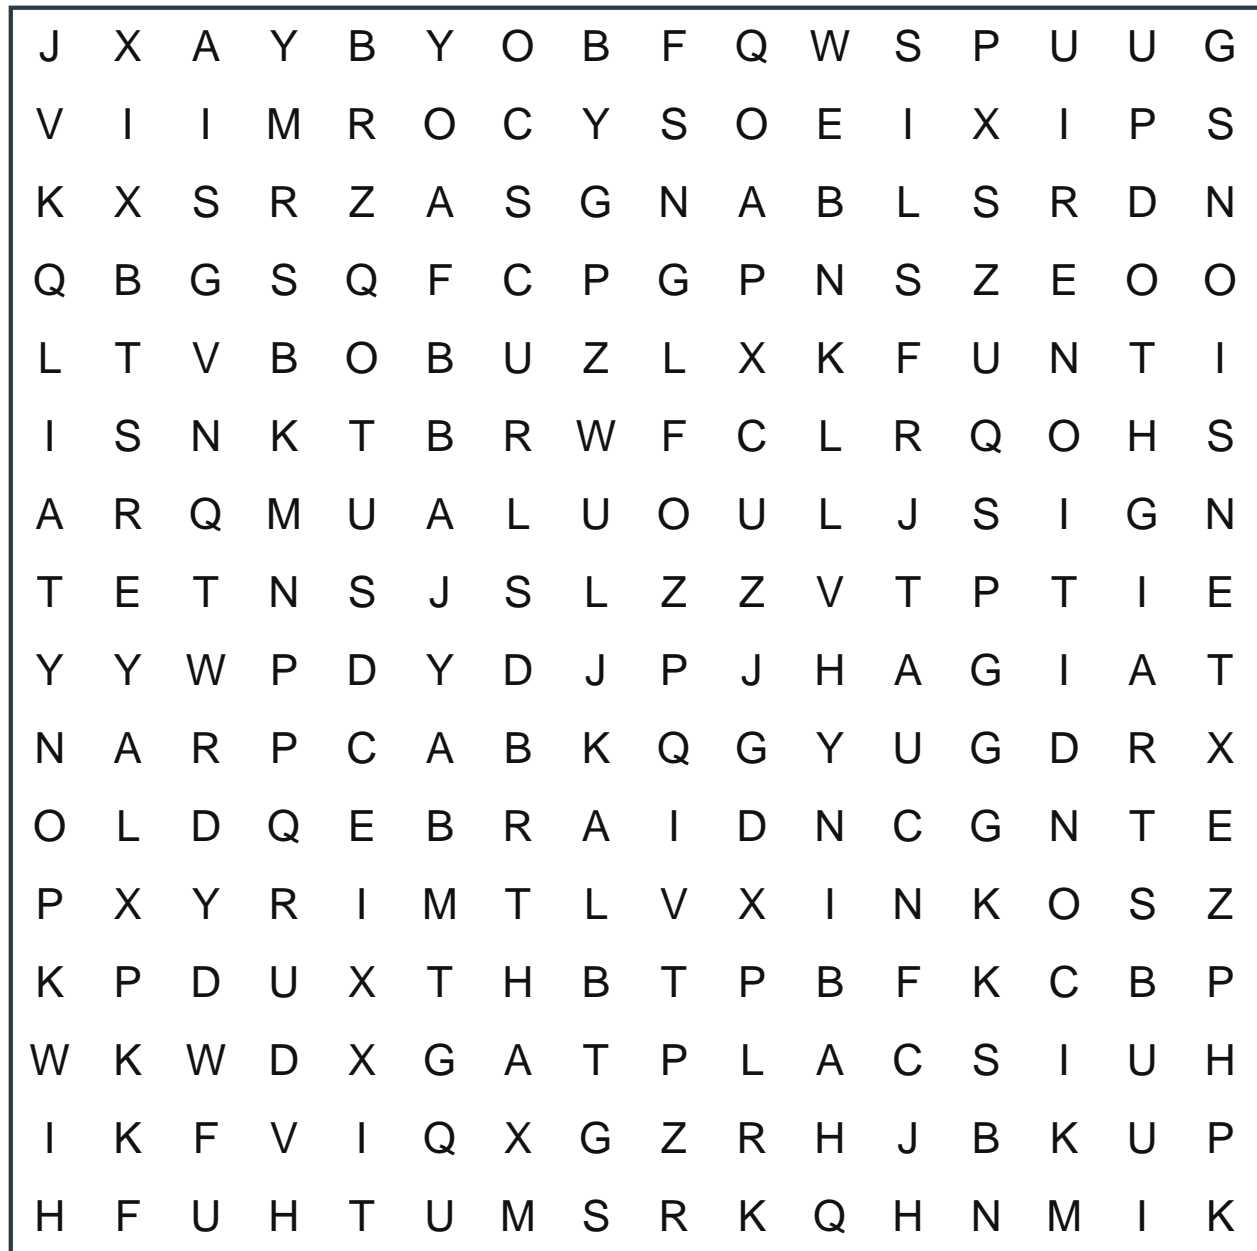 J X A Y B Y O B F Q W S P U U G
V I I M R O C Y S O E I X I P S
K X S R Z A S G N A B L S R D N
Q B G S Q F C P G P N S Z E O O
L T V B O B U Z L X K F U N T I
I S N K T B R W F C L R Q O H S
A R Q M U A L U O U L J S I G N
T E T N S J S L Z Z V T P T I E
Y Y W P D Y D J P J H A G I A T
N A R P C A B K Q G Y U G D R X
O L D Q E B R A I D N C G N T E
P X Y R I M T L V X I N K O S Z
K P D U X T H B T P B F K C B P
W K W D X G A T P L A C S I U H
I K F V I Q X G Z R H J B K U P
H F U H T U M S R K Q H N M I K